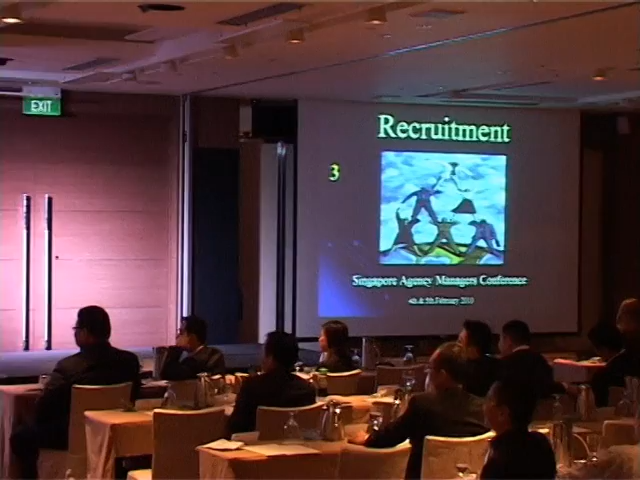 EXIT
Recruitment
3
Singapore Agency Managers Conference
4th & 5th February 2010